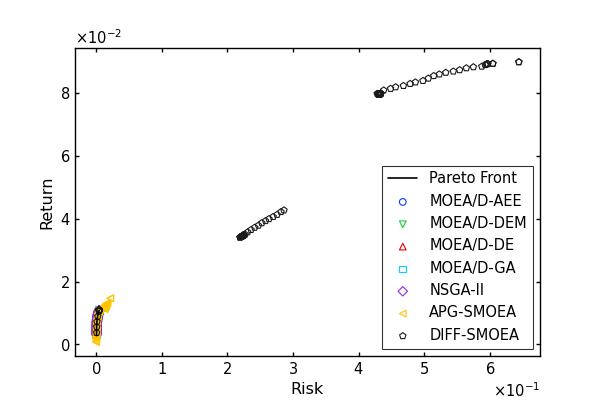 ×10⁻²
Return
8
6
4
2
0
Pareto Front
MOEA/D-AEE
MOEA/D-DEM
MOEA/D-DE
MOEA/D-GA
NSGA-II
APG-SMOEA
DIFF-SMOEA
0 1 2 3 4 5 6
Risk
×10⁻¹